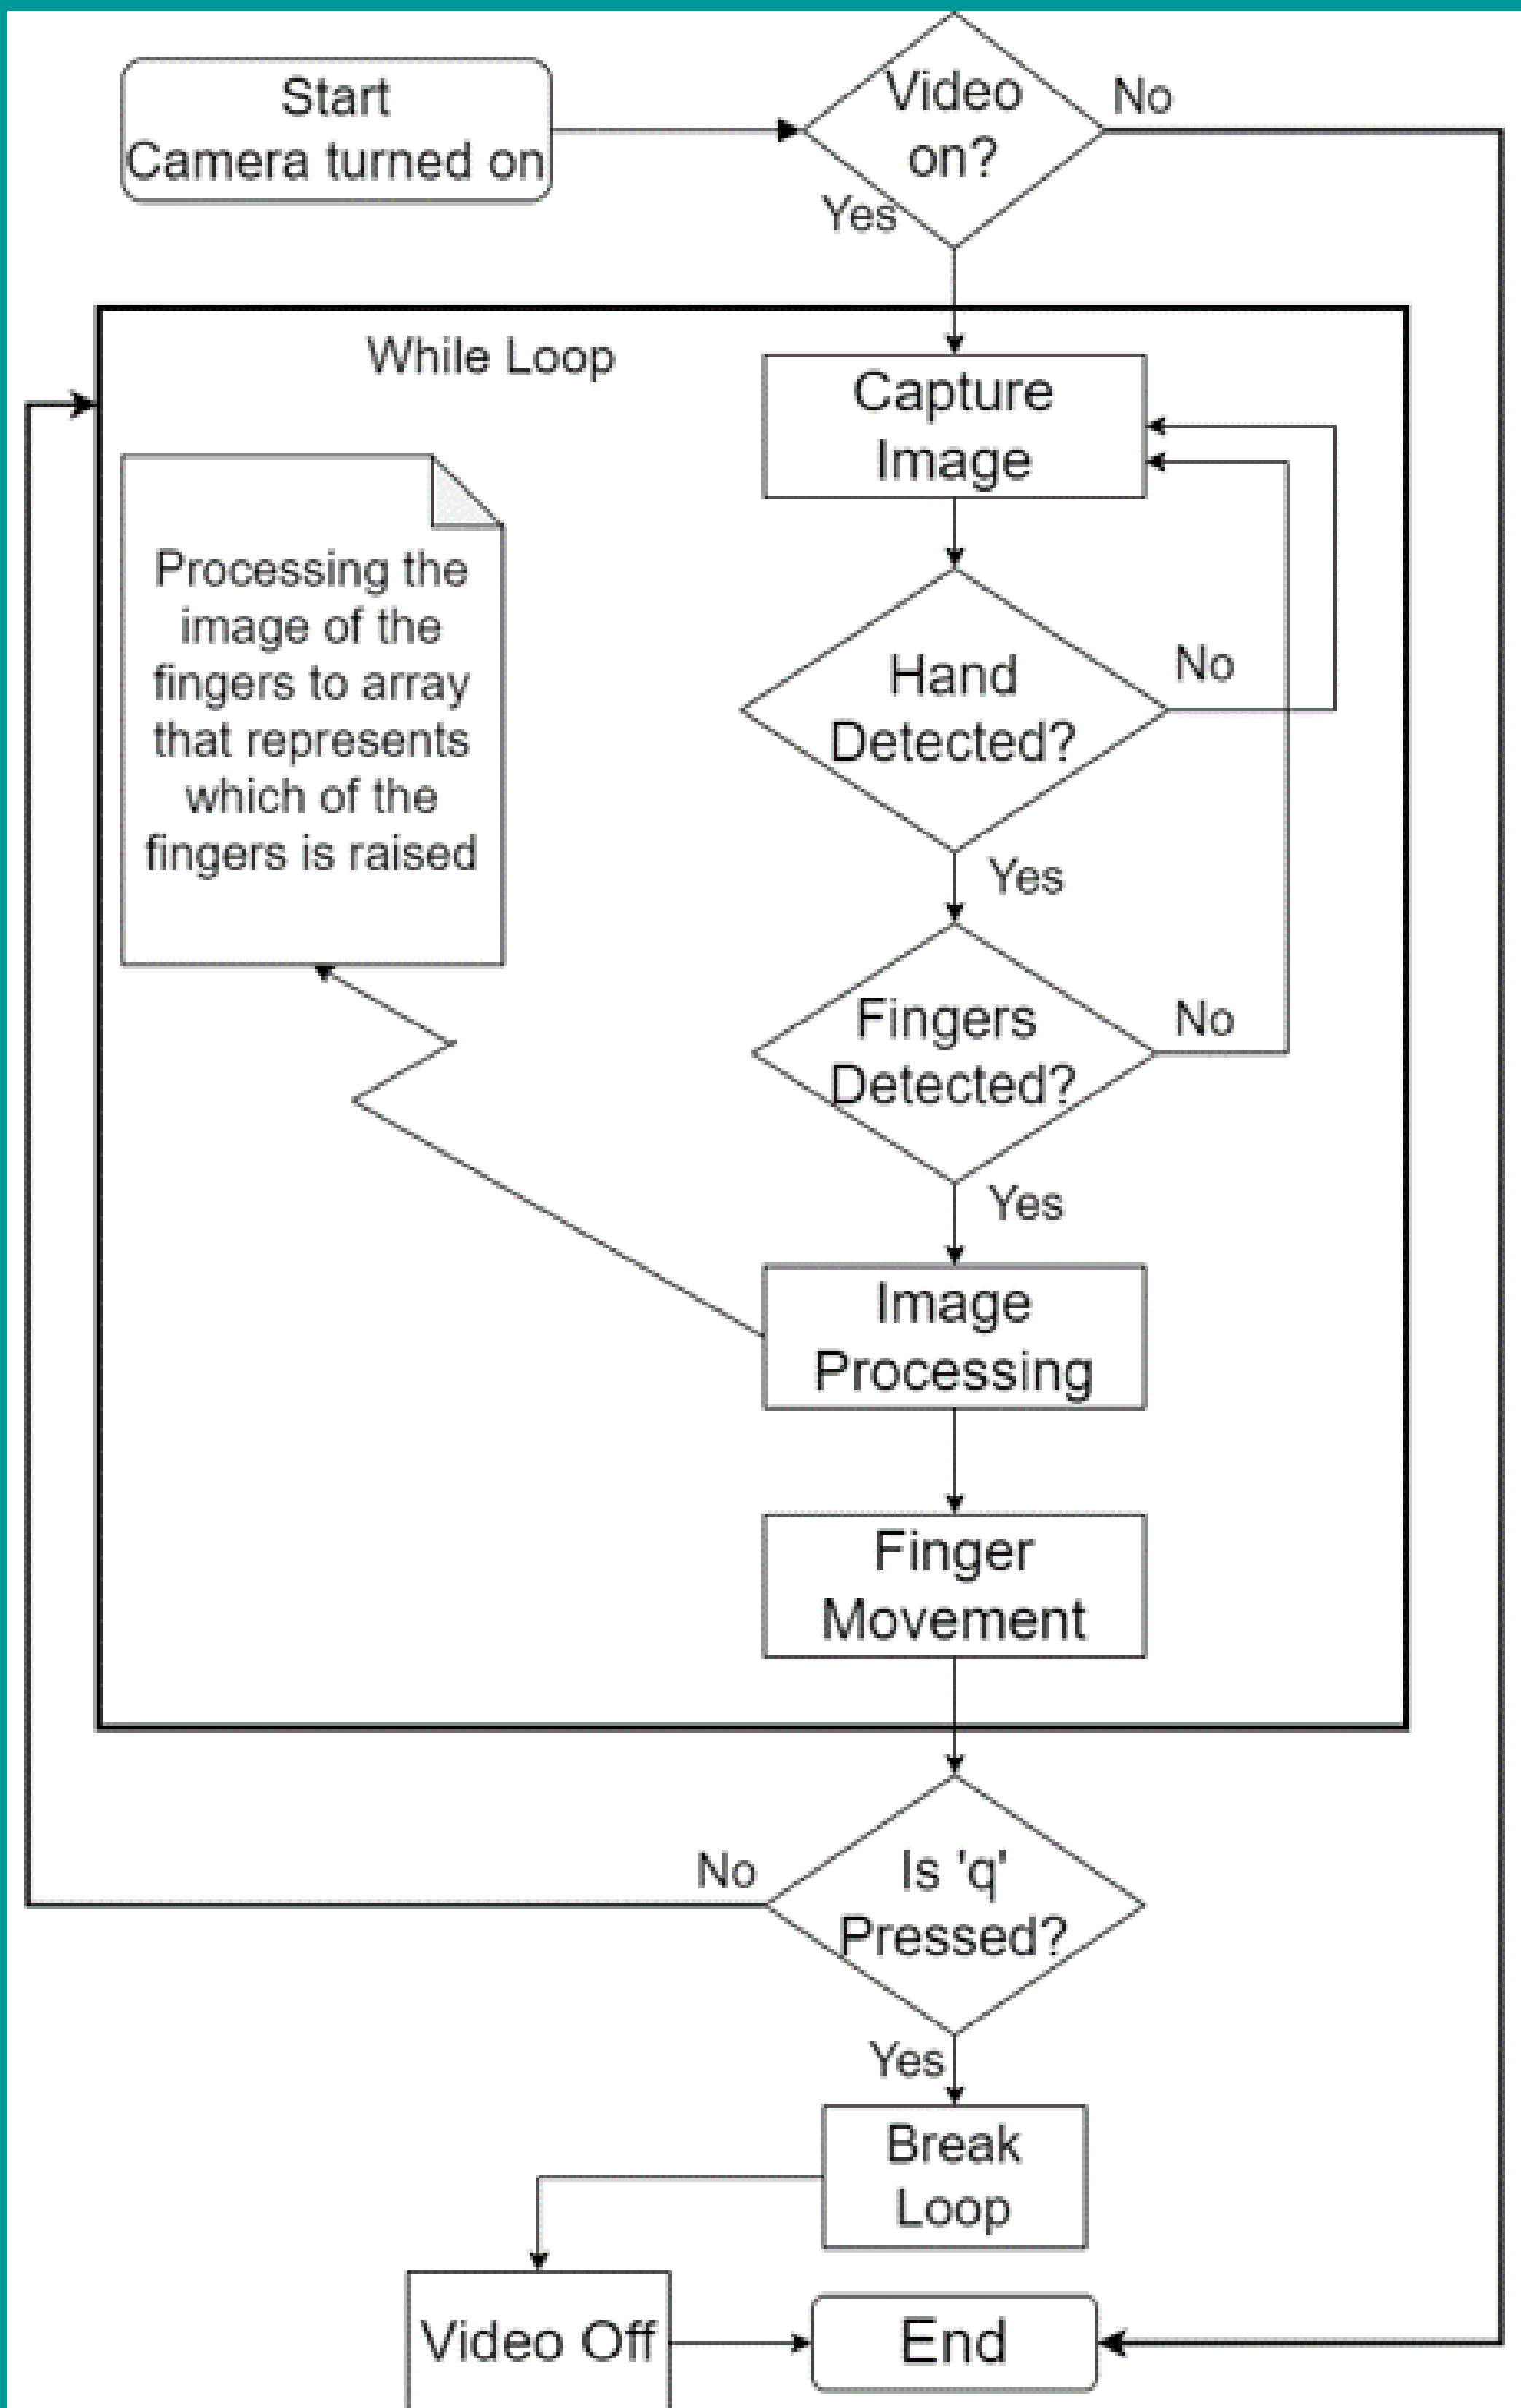 Start
Camera turned on
Video
on?
No
Yes
While Loop
Capture
Image
Processing the
image of the
fingers to array
that represents
which of the
fingers is raised
Hand
Detected?
No
Yes
Fingers
Detected?
No
Yes
Image
Processing
Finger
Movement
Is 'q'
Pressed?
No
Yes
Break
Loop
Video Off
End